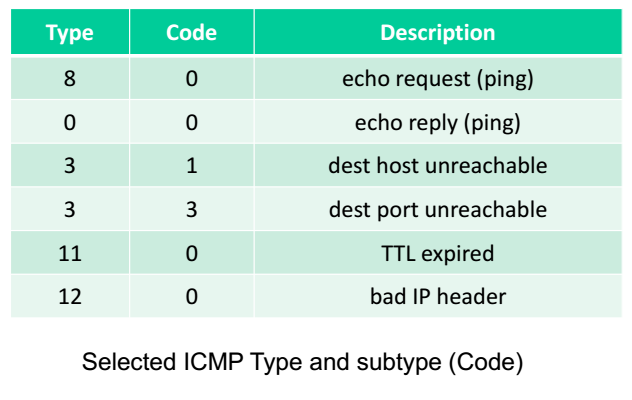 Type Code Description
8 0 echo request (ping)
0 0 echo reply (ping)
3 1 dest host unreachable
3 3 dest port unreachable
11 0 TTL expired
12 0 bad IP header
Selected ICMP Type and subtype (Code)